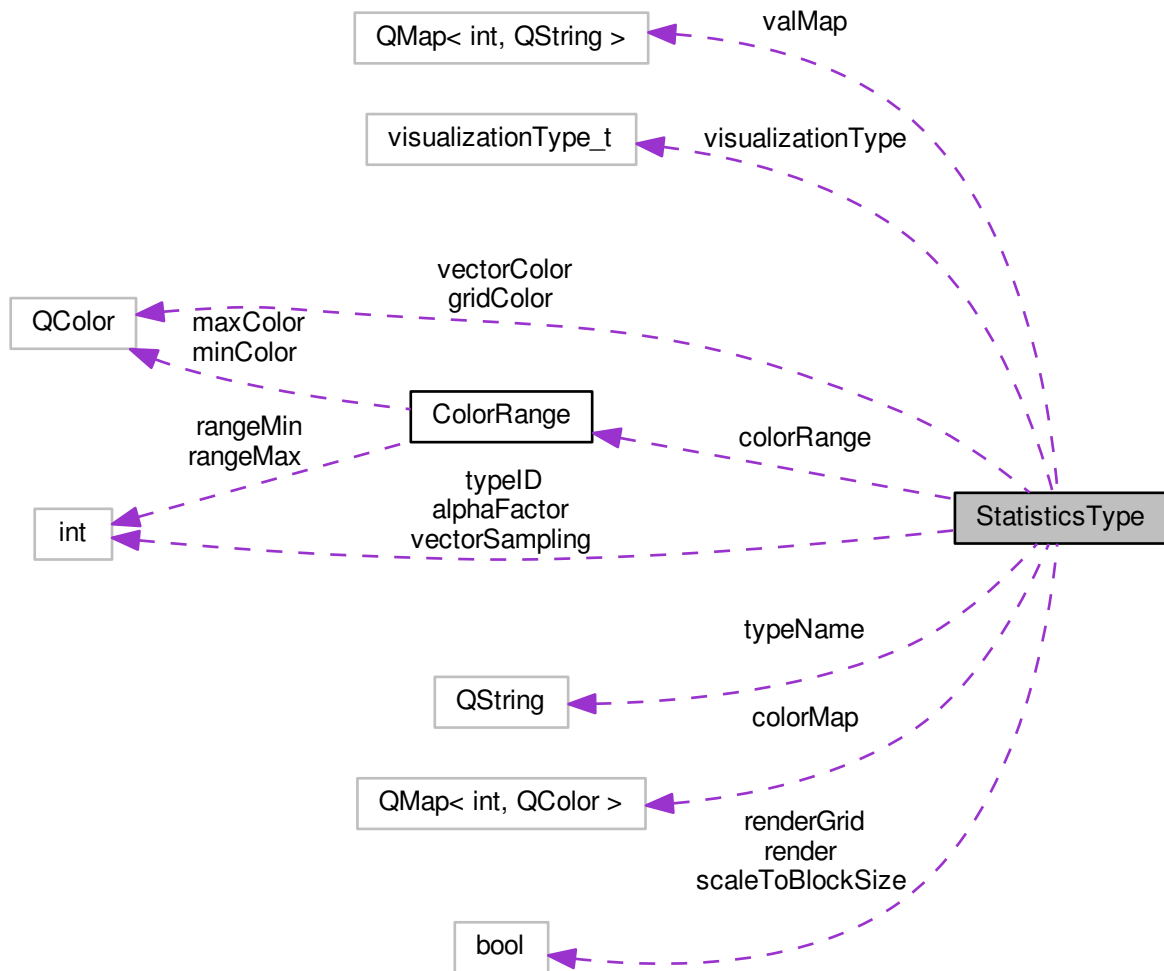 QMap< int, QString >
valMap
visualizationType_t
visualizationType
vectorColor
gridColor
QColor
maxColor
minColor
ColorRange
colorRange
rangeMin
rangeMax
typeID
alphaFactor
vectorSampling
int
StatisticsType
typeName
QString
colorMap
QMap< int, QColor >
renderGrid
render
scaleToBlockSize
bool